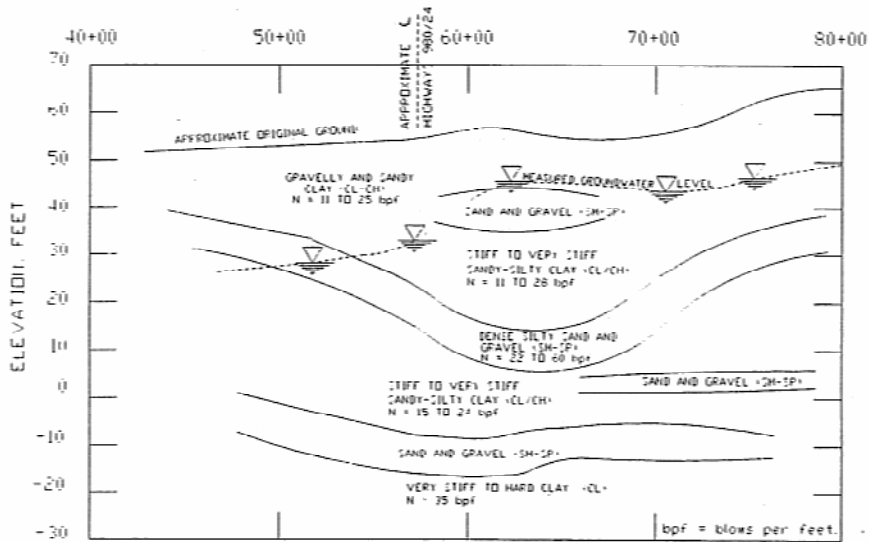 40+00
50+00
60+00
70+00
80+00
APPROXIMATE ℄
HIGHWAY 980/24
70
60
50
40
30
20
10
0
-10
-20
-30
ELEVATION, FEET
APPROXIMATE ORIGINAL GROUND
GRAVELLY AND SANDY
CLAY (CL-CH)
N = 11 TO 25 bpf
MEASURED GROUNDWATER LEVEL
SAND AND GRAVEL (SM-SP)
STIFF TO VERY STIFF
SANDY-SILTY CLAY (CL/CH)
N = 11 TO 28 bpf
DENSE SILTY SAND AND
GRAVEL (SM-SP)
N = 22 TO 60 bpf
STIFF TO VERY STIFF
SANDY-SILTY CLAY (CL/CH)
N = 15 TO 24 bpf
SAND AND GRAVEL (SM-SP)
SAND AND GRAVEL (SM-SP)
VERY STIFF TO HARD CLAY (CL)
N = 35 bpf
bpf = blows per feet.